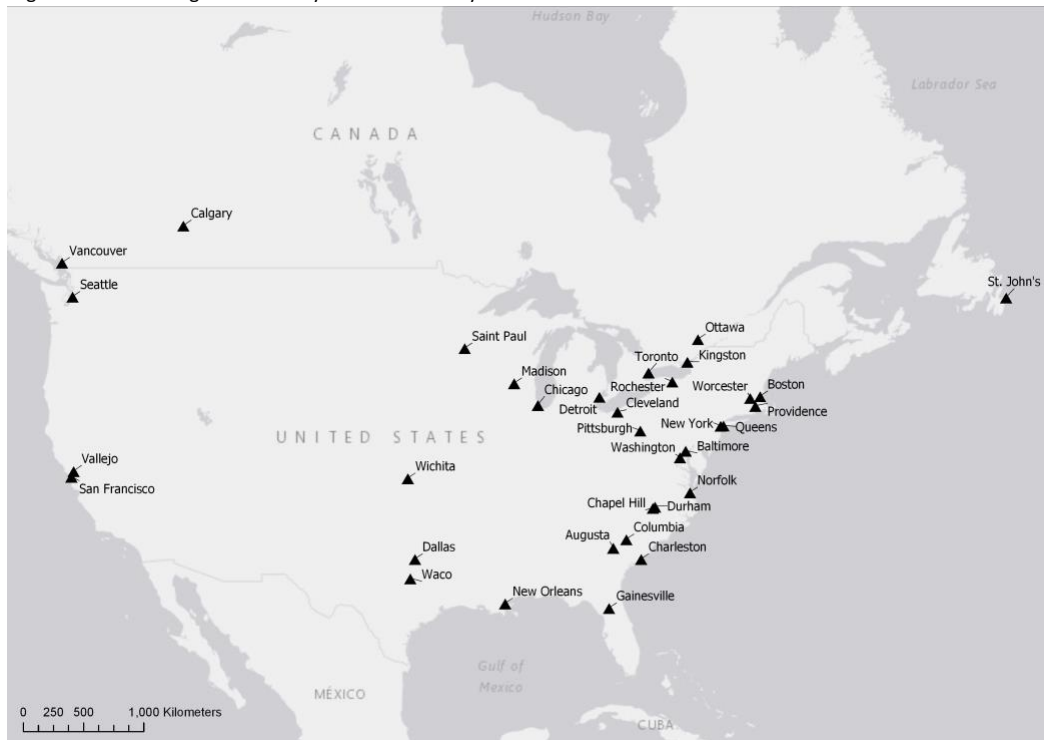 Hudson Bay
Labrador Sea
CANADA
Calgary
Vancouver
Seattle
St. John's
Ottawa
Saint Paul
Toronto
Kingston
Madison
Chicago
Rochester
Worcester
Boston
Detroit
Cleveland
Providence
Pittsburgh
New York
Queens
UNITED STATES
Washington
Baltimore
Vallejo
Wichita
San Francisco
Norfolk
Chapel Hill
Durham
Augusta
Columbia
Dallas
Charleston
Waco
New Orleans
Gainesville
Gulf of
Mexico
MÉXICO
0 250 500 1,000 Kilometers
CUBA